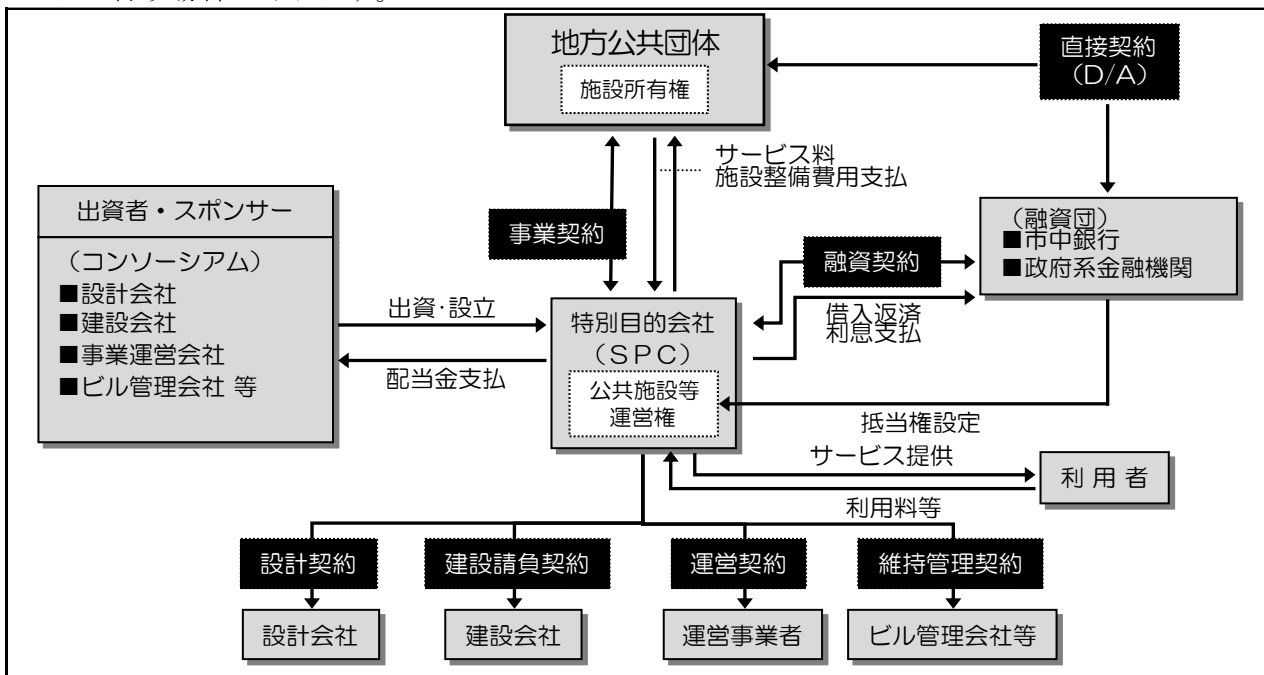 地方公共団体
施設所有権
直接契約
（D/A）
サービス料
施設整備費用支払
出資者・スポンサー
（コンソーシアム）
■設計会社
■建設会社
■事業運営会社
■ビル管理会社 等
事業契約
融資契約
（融資団）
■市中銀行
■政府系金融機関
出資・設立
配当金支払
特別目的会社
（ＳＰＣ）
公共施設等
運営権
借入返済
利息支払
抵当権設定
サービス提供
利用料等
利 用 者
設計契約
建設請負契約
運営契約
維持管理契約
設計会社
建設会社
運営事業者
ビル管理会社等